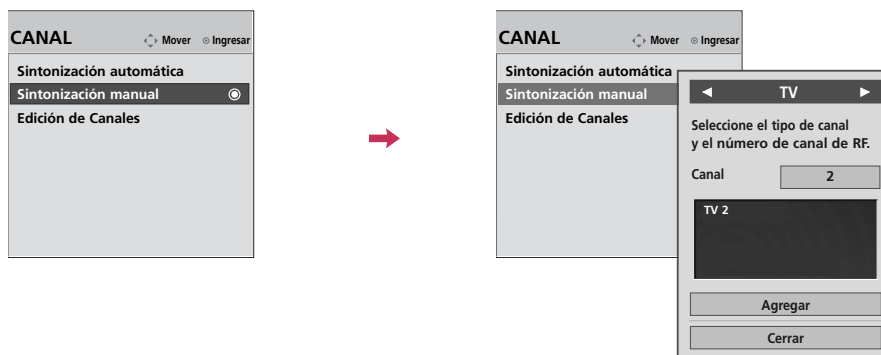 CANAL
Mover Ingresar
Sintonización automática
Sintonización manual
Edición de Canales
CANAL
Mover Ingresar
Sintonización automática
Sintonización manual
Edición de Canales
TV
Seleccione el tipo de canal
y el número de canal de RF.
Canal 2
TV 2
Agregar
Cerrar